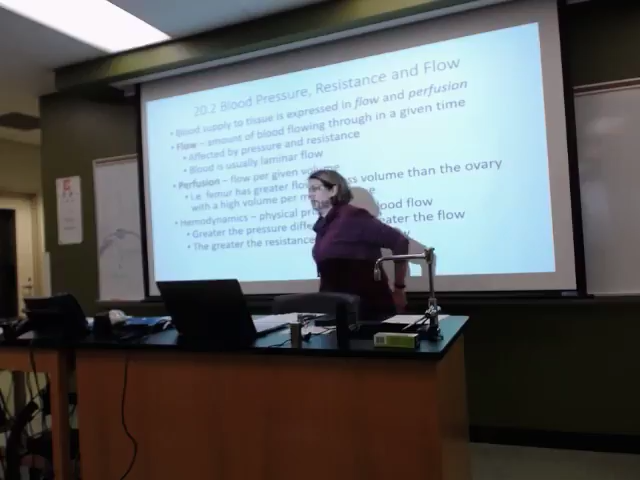 20.2 Blood Pressure, Resistance and Flow
• Blood supply to tissue is expressed in flow and perfusion
• Flow – amount of blood flowing through in a given time
• Affected by pressure and resistance
• Blood is usually laminar flow
• Perfusion – flow per given volume
• i.e. femur has greater flow volume than the ovary
with a high volume per
• Hemodynamics – physical blood flow
• Greater the pressure the flow
• The greater the resistance